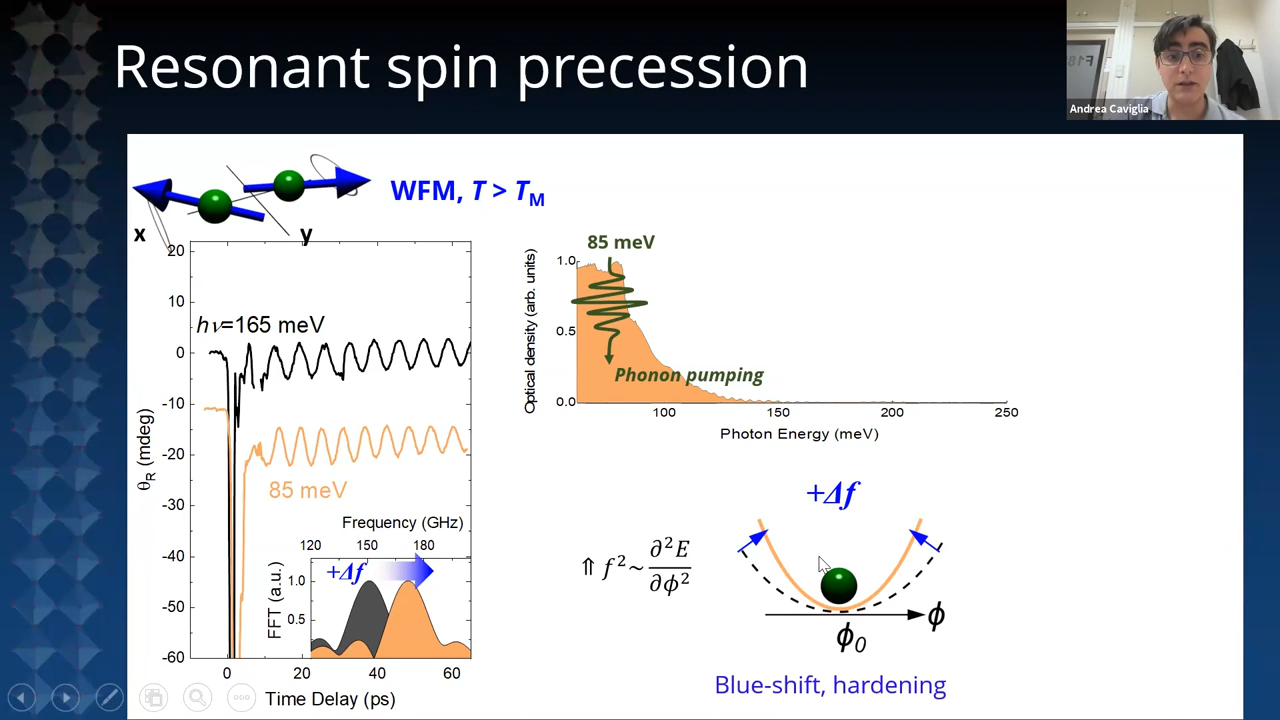 Resonant spin precession
Andrea Caviglia
WFM, T > T_M
x
y
20
10
0
-10
-20
-30
-40
-50
-60
θ_R (mdeg)
hν=165 meV
85 meV
Frequency (GHz)
120 150 180
+Δf
FFT (a.u.)
1.0
0.5
0 20 40 60
Time Delay (ps)
85 meV
Optical density (arb. units)
1.0
0.5
0.0
Phonon pumping
100 150 200 250
Photon Energy (meV)
+Δf
⇑ f²~ ∂²E
∂ϕ²
ϕ
ϕ₀
Blue-shift, hardening